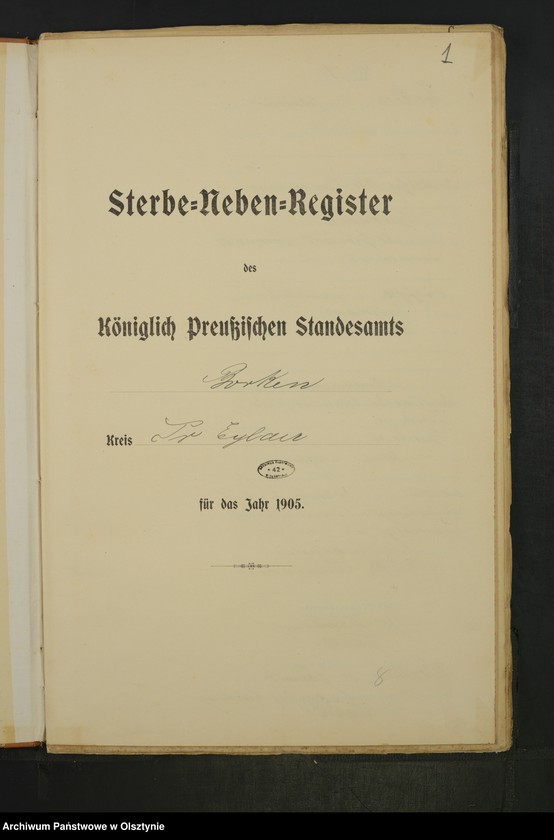 1
Sterbe=Neben=Register
des
Königlich Preußischen Standesamts
Borken
Kreis Pr Eylau
* 42 *
für das Jahr 1905.
8
Archiwum Państwowe w Olsztynie